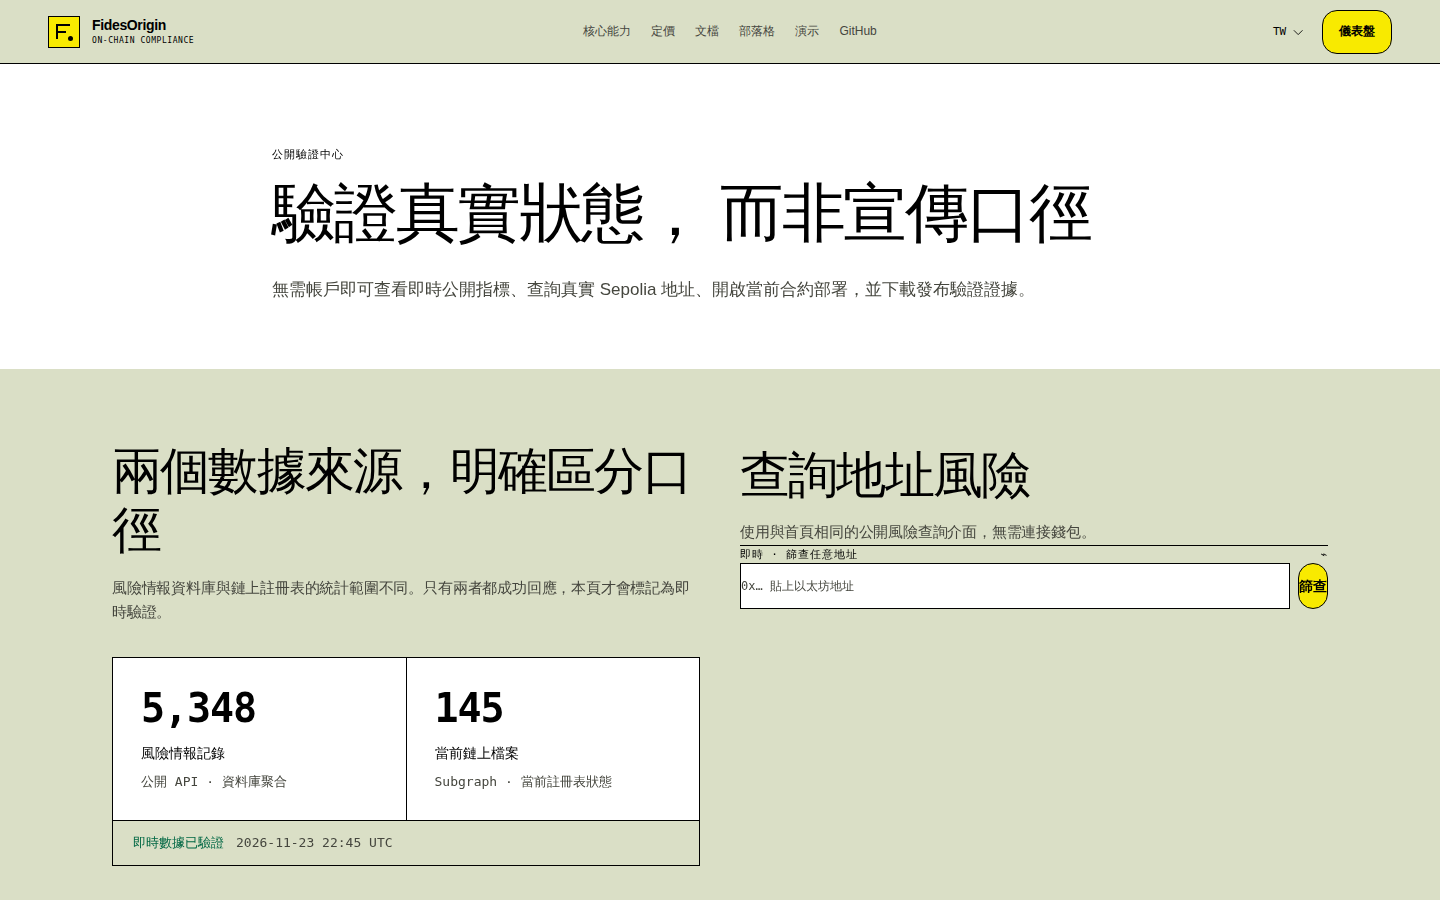 FidesOrigin
ON-CHAIN COMPLIANCE
核心能力 定價 文檔 部落格 演示 GitHub
TW
儀表盤
公開驗證中心
驗證真實狀態， 而非宣傳口徑
無需帳戶即可查看即時公開指標、查詢真實 Sepolia 地址、開啟當前合約部署，並下載發布驗證證據。
兩個數據來源，明確區分口
徑
風險情報資料庫與鏈上註冊表的統計範圍不同。只有兩者都成功回應，本頁才會標記為即
時驗證。
5,348
風險情報記錄
公開 API · 資料庫聚合
145
當前鏈上檔案
Subgraph · 當前註冊表狀態
即時數據已驗證 2026-11-23 22:45 UTC
查詢地址風險
使用與首頁相同的公開風險查詢介面，無需連接錢包。
即時 · 篩查任意地址
0x… 貼上以太坊地址
篩查